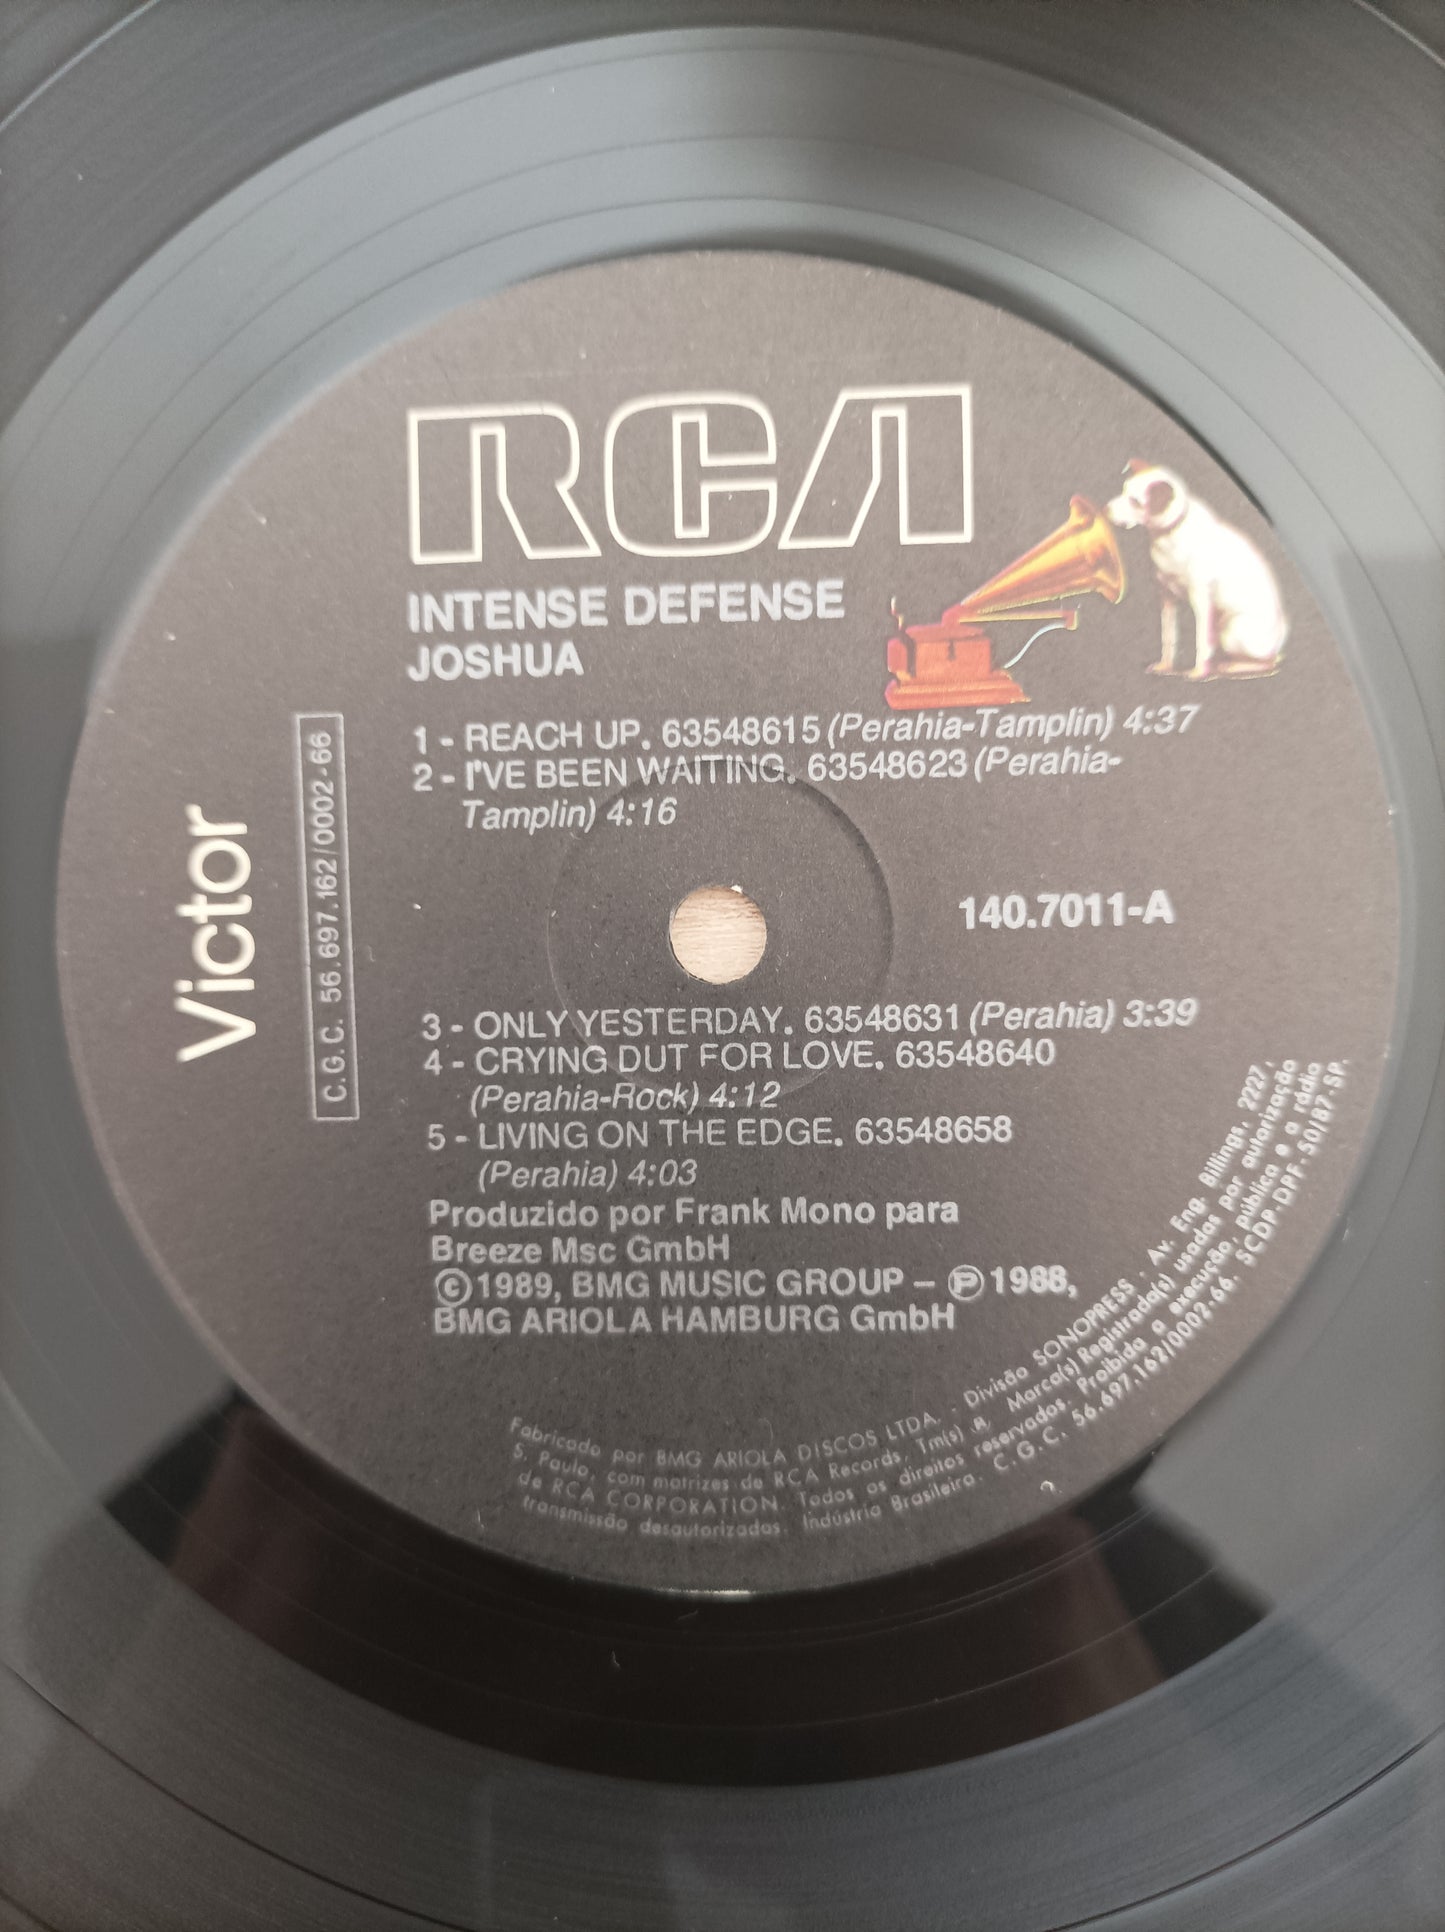 RCA
INTENSE DEFENSE
JOSHUA
1 - REACH UP. 63548615 (Perahia-Tamplin) 4:37
2 - I'VE BEEN WAITING. 63548623 (Perahia-
Tamplin) 4:16
Victor
C.G.C. 56.697.162/0002-66
140.7011-A
3 - ONLY YESTERDAY. 63548631 (Perahia) 3:39
4 - CRYING DUT FOR LOVE. 63548640
(Perahia-Rock) 4:12
5 - LIVING ON THE EDGE. 63548658
(Perahia) 4:03
Produzido por Frank Mono para
Breeze Msc GmbH
©1989, BMG MUSIC GROUP – ℗1988,
BMG ARIOLA HAMBURG GmbH
Fabricado por BMG ARIOLA DISCOS LTDA. - Divisão SONOPRESS - Av. Eng. Billings, 2227,
S. Paulo, com matrizes de RCA Records, Tm(s) ®, Marca(s) Registrada(s) usadas por autorização
de RCA CORPORATION. Todos os direitos reservados. Proibida a execução, pública e a rádio
transmissão desautorizadas. Indústria Brasileira. C.G.C. 56.697.162/0002-66. SCDP-DPF-50/87-SP.